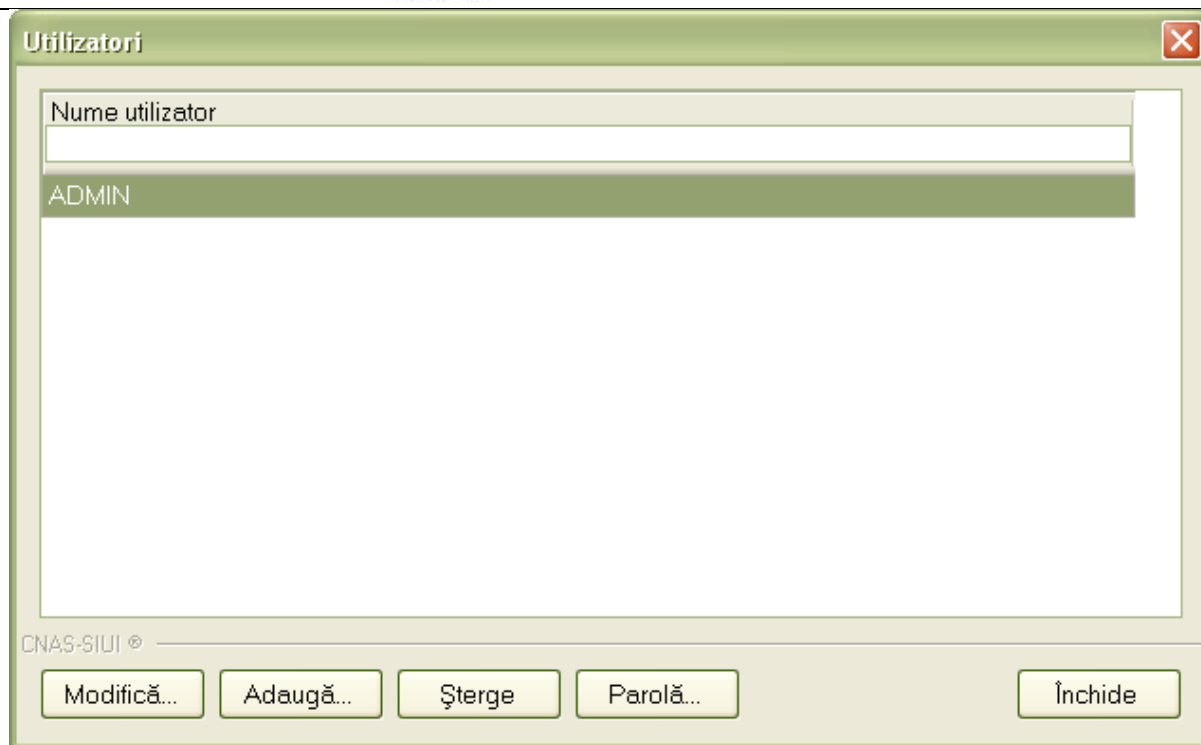 Utilizatori
Nume utilizator
ADMIN
CNAS-SIUI ®
Modifică... Adaugă... Şterge Parolă... Închide